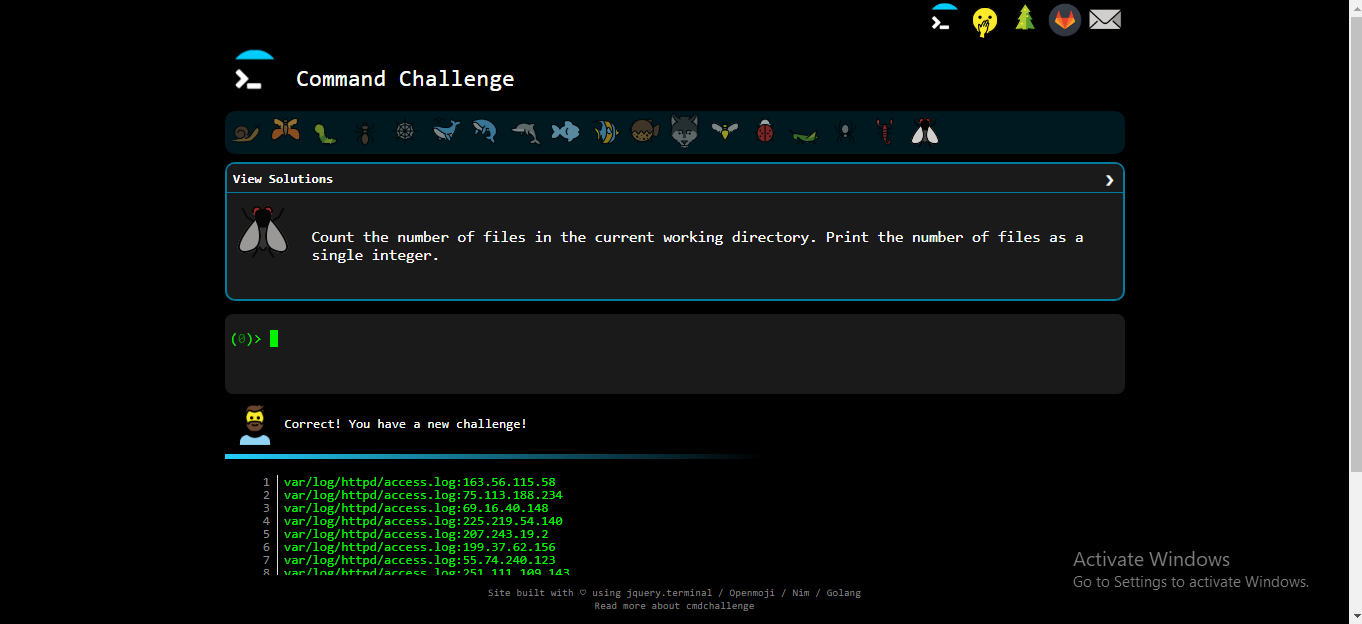 Command Challenge
View Solutions
Count the number of files in the current working directory. Print the number of files as a
single integer.
(0)>
Correct! You have a new challenge!
1 var/log/httpd/access.log:163.56.115.58
2 var/log/httpd/access.log:75.113.188.234
3 var/log/httpd/access.log:69.16.40.148
4 var/log/httpd/access.log:225.219.54.140
5 var/log/httpd/access.log:207.243.19.2
6 var/log/httpd/access.log:199.37.62.156
7 var/log/httpd/access.log:55.74.240.123
8 var/log/httpd/access.log:251.111.109.143
Activate Windows
Go to Settings to activate Windows.
Site built with ♡ using jquery.terminal / Openmoji / Nim / Golang
Read more about cmdchallenge